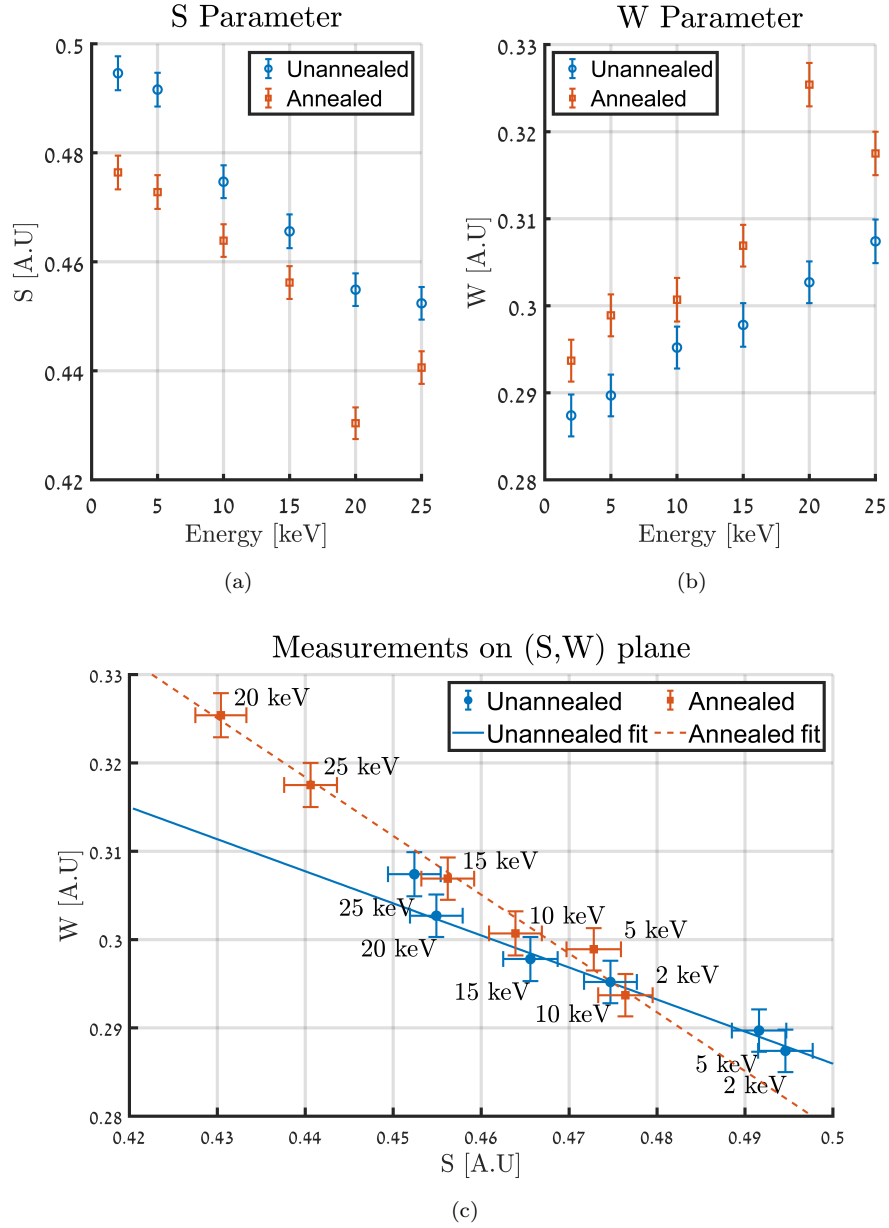 S Parameter
0.5
0.48
0.46
0.44
0.42
S [A.U]
Unannealed
Annealed
0 5 10 15 20 25
Energy [keV]
(a)
W Parameter
0.33
0.32
0.31
0.3
0.29
0.28
W [A.U]
Unannealed
Annealed
0 5 10 15 20 25
Energy [keV]
(b)
Measurements on (S,W) plane
0.33
0.32
0.31
0.3
0.29
0.28
W [A.U]
Unannealed Annealed
Unannealed fit Annealed fit
20 keV
25 keV
15 keV
10 keV
5 keV
2 keV
25 keV
20 keV
15 keV
10 keV
5 keV
2 keV
0.42 0.43 0.44 0.45 0.46 0.47 0.48 0.49 0.5
S [A.U]
(c)